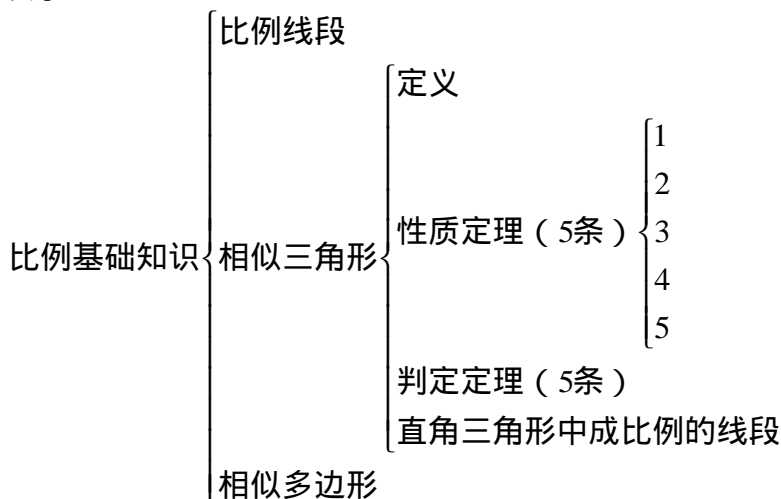 比例线段
定义
1
2
比例基础知识 相似三角形 性质定理（5条） 3
4
5
判定定理（5条）
直角三角形中成比例的线段
相似多边形